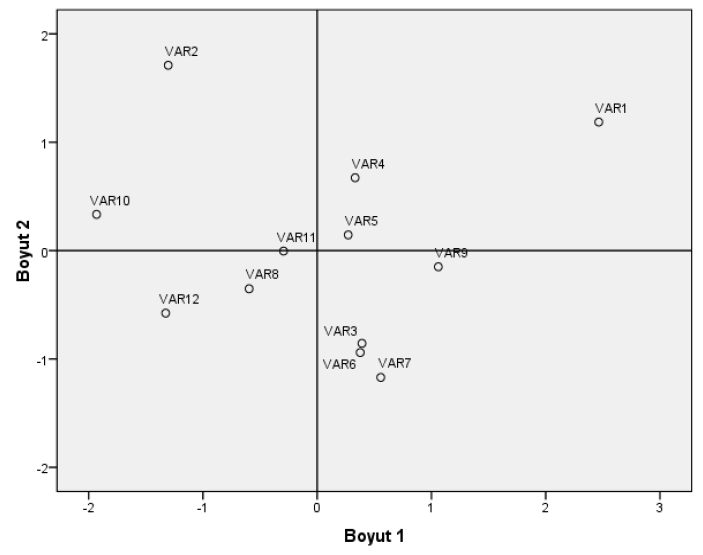 2
VAR2
VAR1
1
VAR4
VAR10
VAR5
VAR11
0
VAR9
VAR8
VAR12
VAR3
-1
VAR6
VAR7
-2
-2 -1 0 1 2 3
Boyut 2
Boyut 1